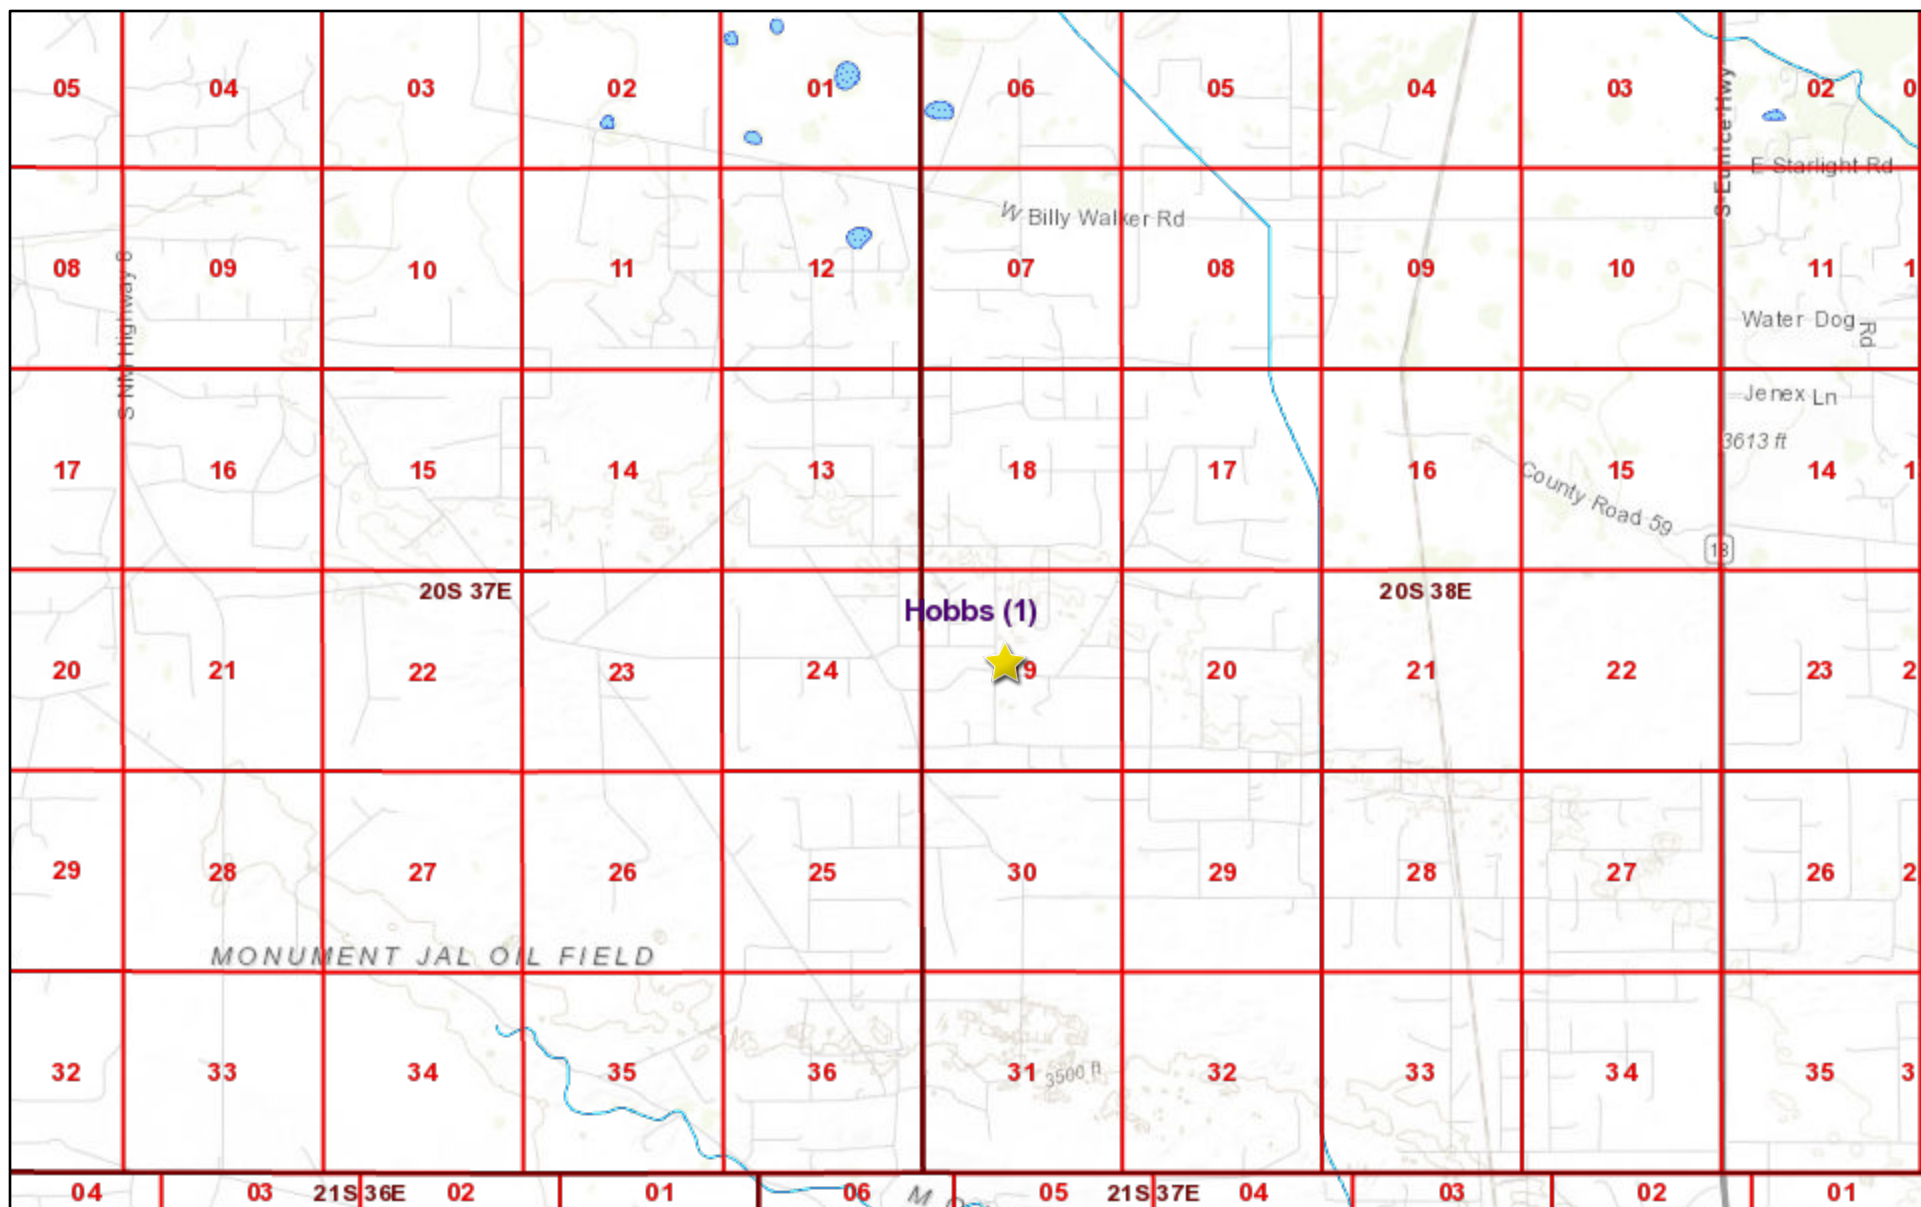 05 04 03 02 01 06 05 04 03 02 0
E Starlight Rd
S Eunice Hwy
W Billy Walker Rd
08 09 10 11 12 07 08 09 10 11 1
S NM Highway 8
Water Dog Rd
Jenex Ln
3613 ft
17 16 15 14 13 18 17 16 15 14 1
County Road 59
18
20S 37E
20S 38E
Hobbs (1)
20 21 22 23 24 9 20 21 22 23 2
29 28 27 26 25 30 29 28 27 26 2
MONUMENT JAL OIL FIELD
32 33 34 35 36 31 32 33 34 35 3
3500 ft
04 03 21S 36E 02 01 06 05 21S 37E 04 03 02 01